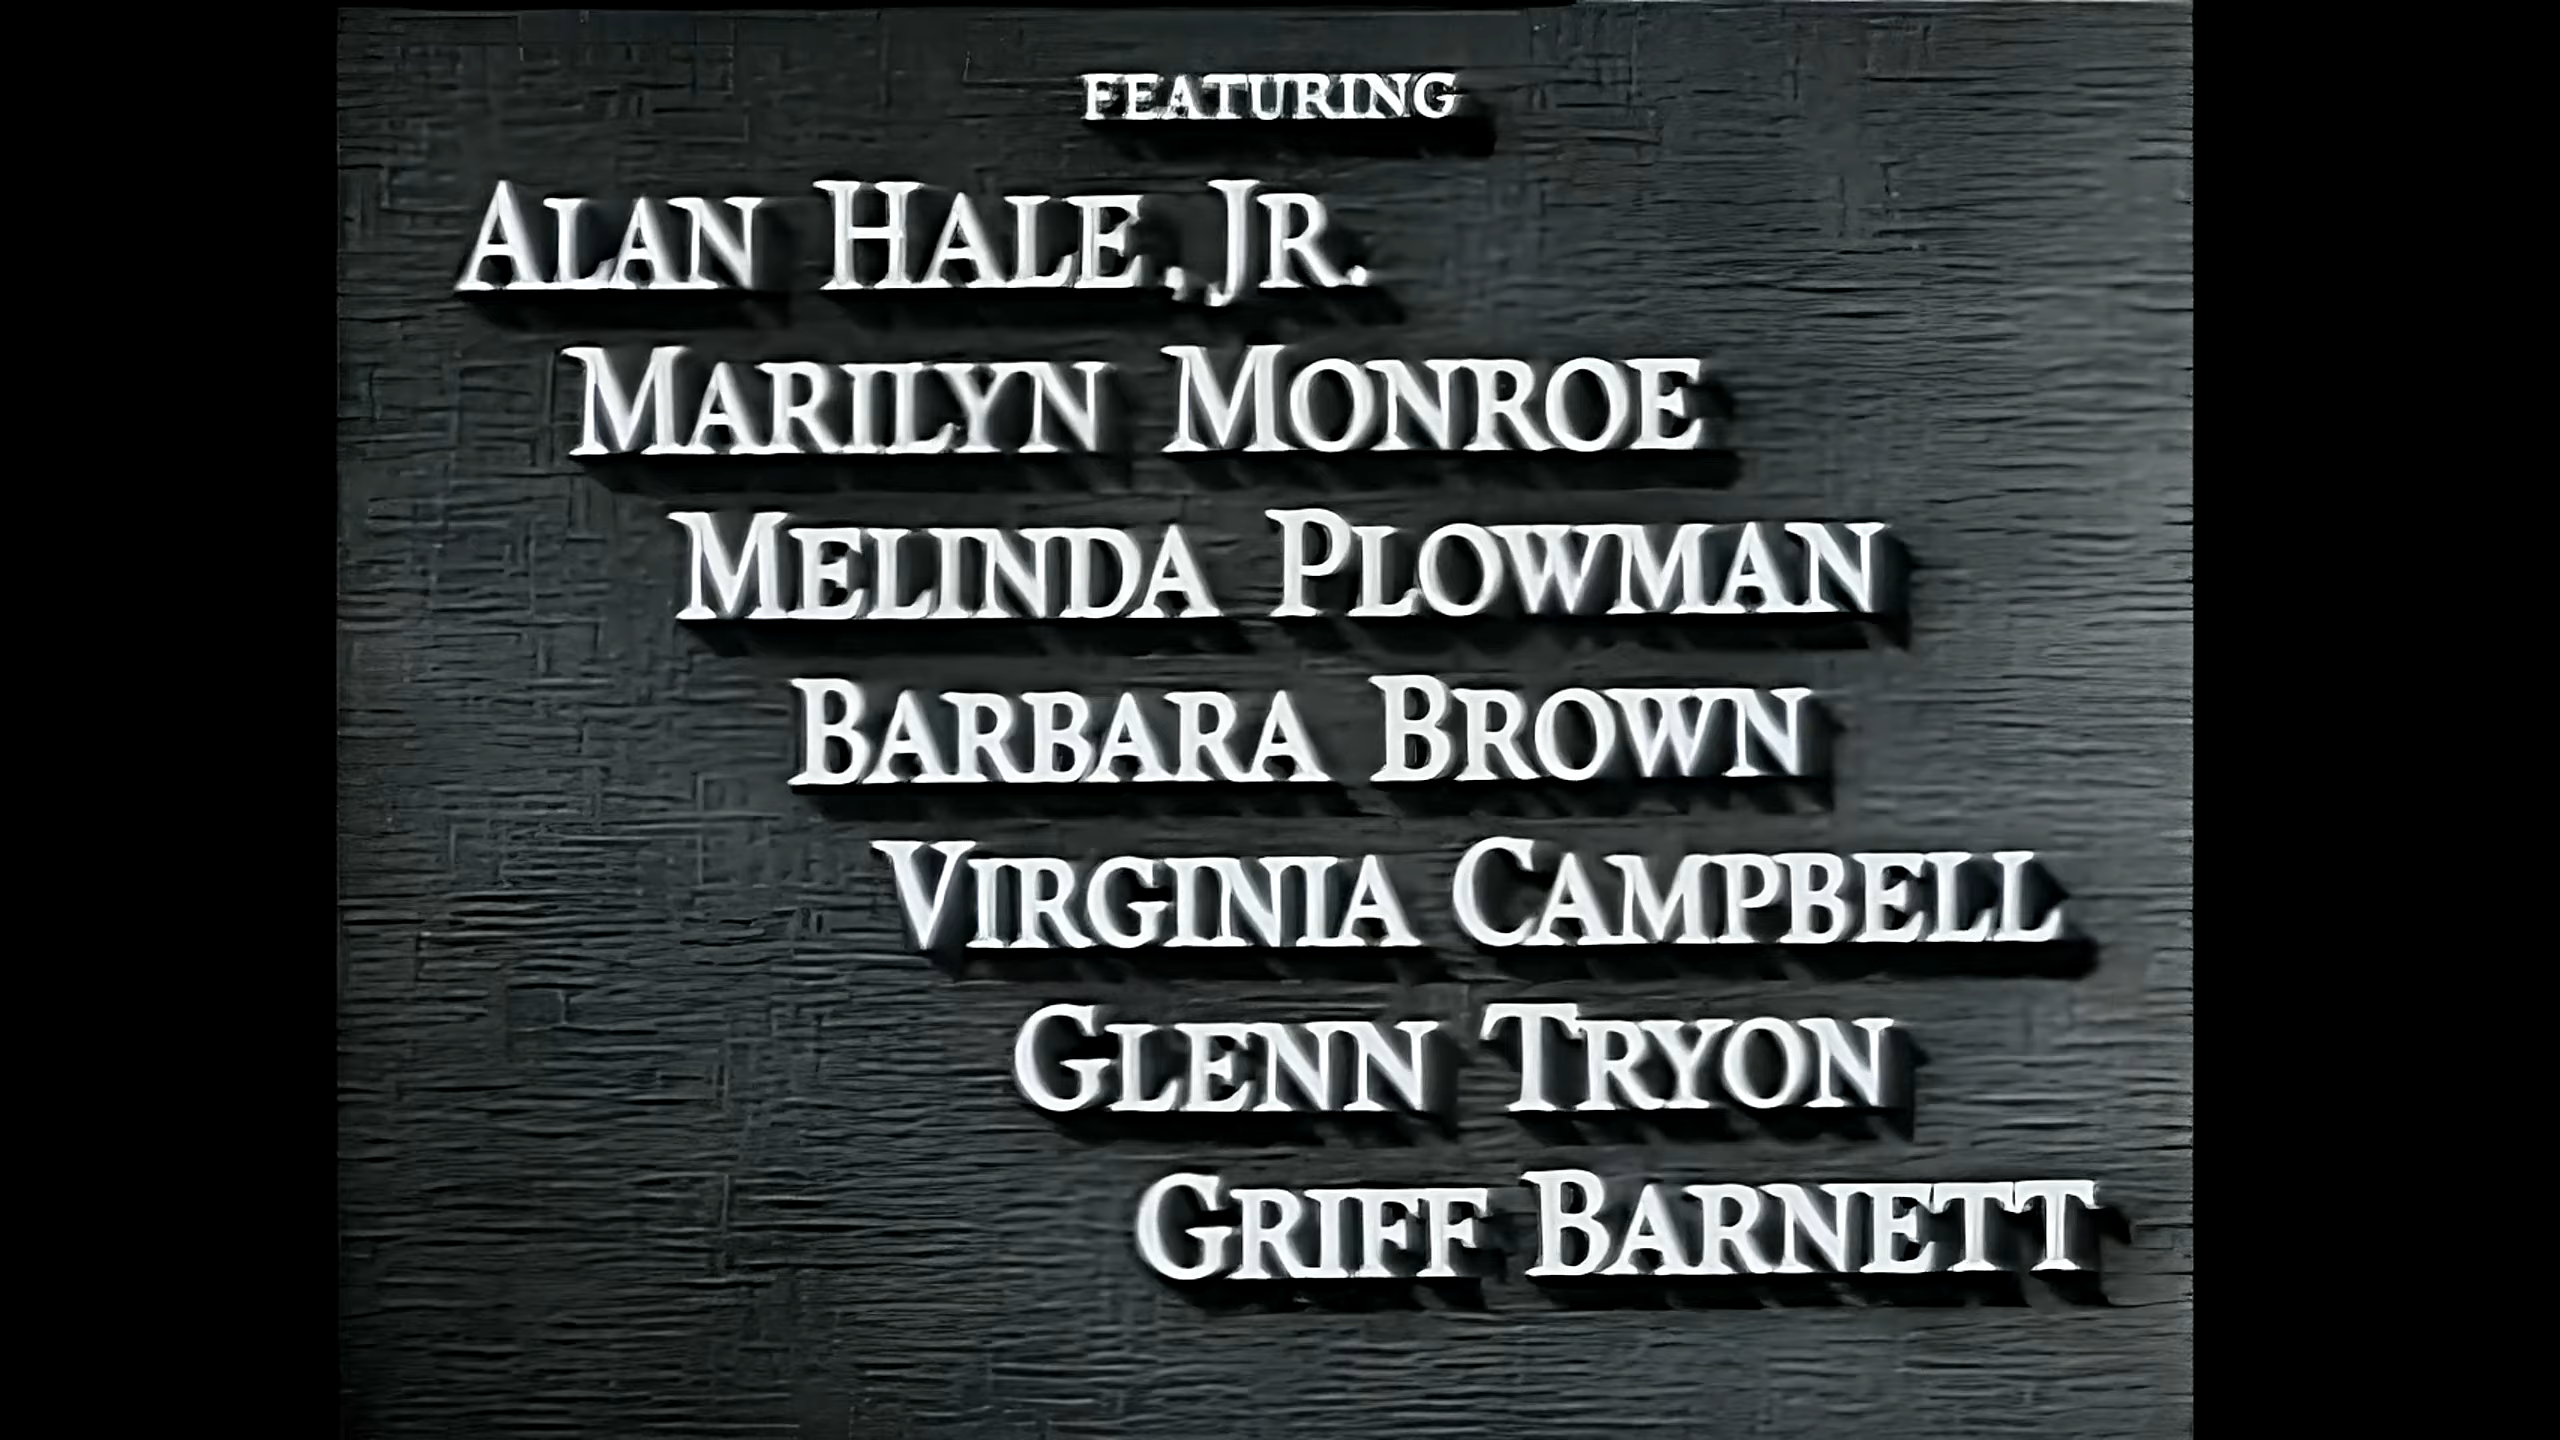 FEATURING
ALAN HALE, JR.
MARILYN MONROE
MELINDA PLOWMAN
BARBARA BROWN
VIRGINIA CAMPBELL
GLENN TRYON
GRIFF BARNETT